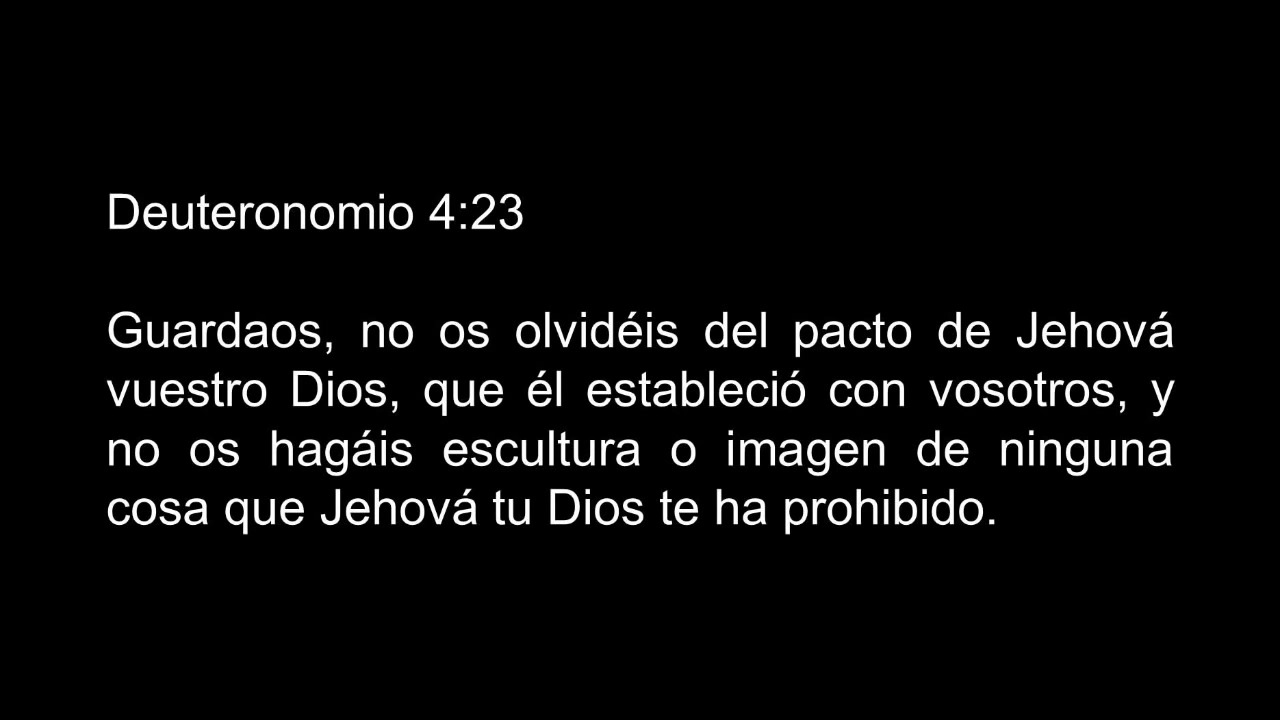 Deuteronomio 4:23
Guardaos, no os olvidéis del pacto de Jehová
vuestro Dios, que él estableció con vosotros, y
no os hagáis escultura o imagen de ninguna
cosa que Jehová tu Dios te ha prohibido.